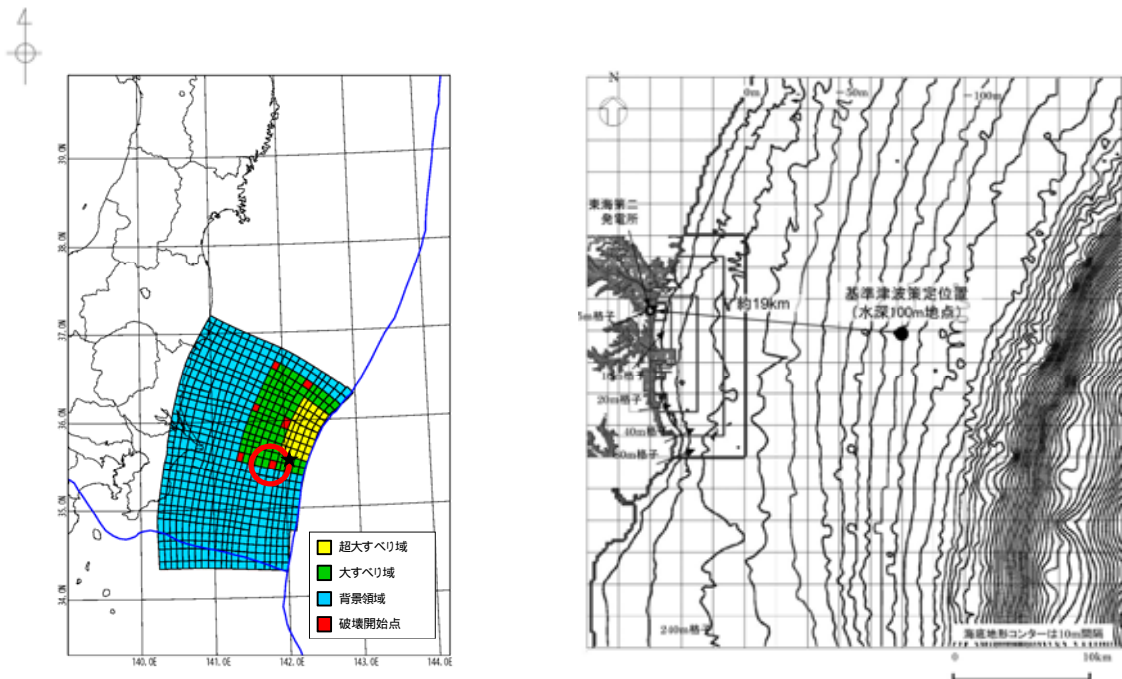 4
39.0N
38.0N
37.0N
36.0N
35.0N
34.0N
140.0E
141.0E
142.0E
143.0E
144.0E
超大すべり域
大すべり域
背景領域
破壊開始点
N
0m
-50m
-100m
東海第二
発電所
約19km
基準津波策定位置
(水深100m地点)
5m格子
20m格子
40m格子
80m格子
240m格子
海底地形コンターは10m間隔
0
10km